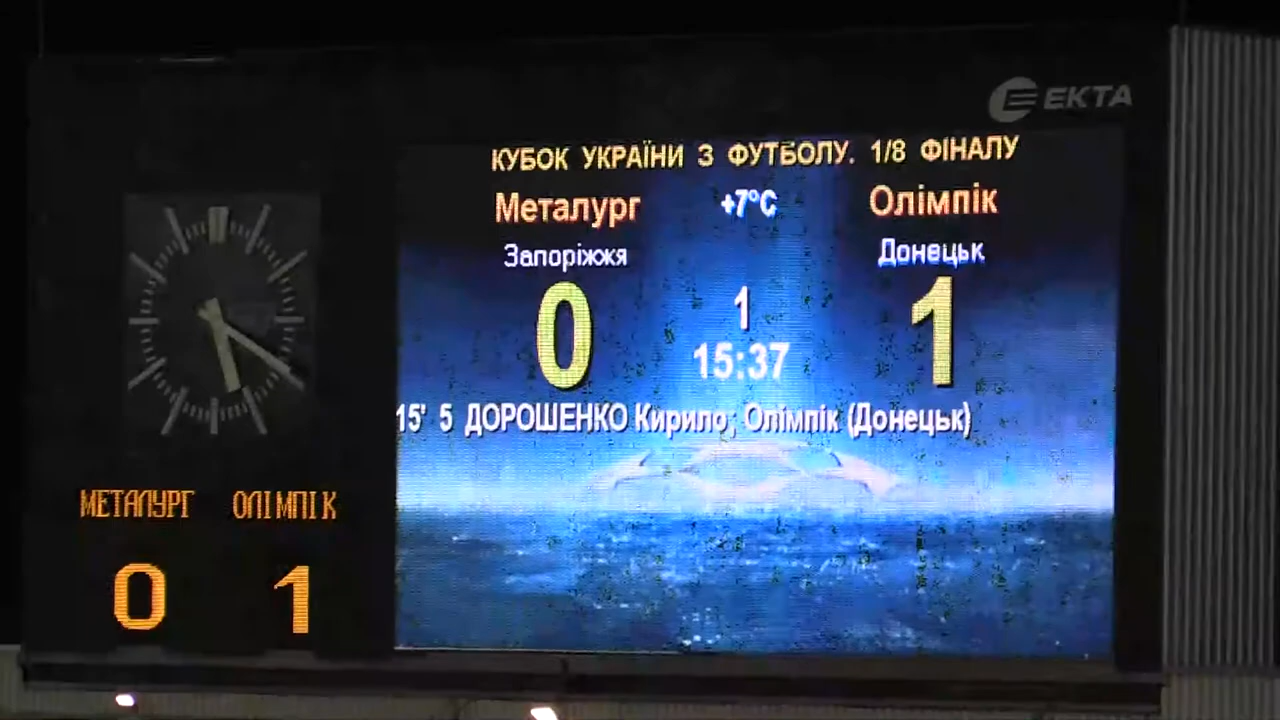 ЕКТА
КУБОК УКРАЇНИ З ФУТБОЛУ. 1/8 ФІНАЛУ
Металург +7°C Олімпік
Запоріжжя Донецьк
0 1 1
15:37
15' 5 ДОРОШЕНКО Кирило, Олімпік (Донецьк)
МЕТАЛУРГ ОЛІМПІК
0 1